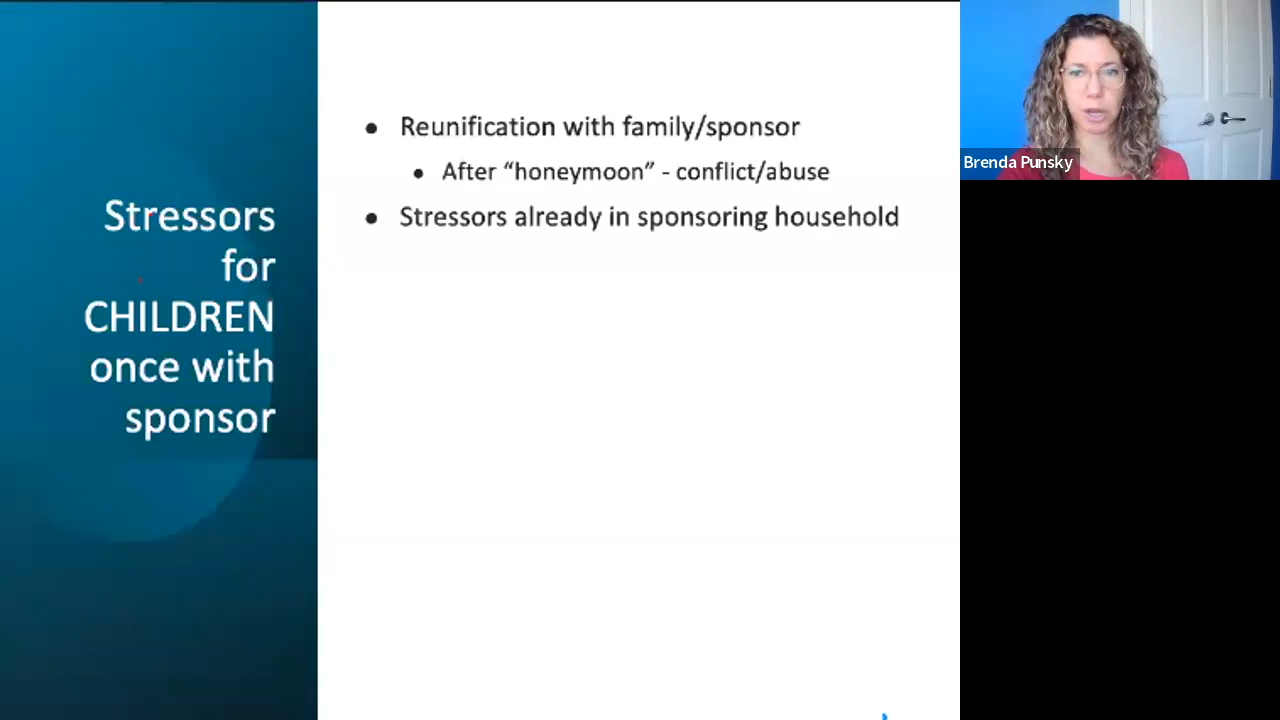 Stressors
for
CHILDREN
once with
sponsor
● Reunification with family/sponsor
● After “honeymoon” - conflict/abuse
● Stressors already in sponsoring household
Brenda Punsky